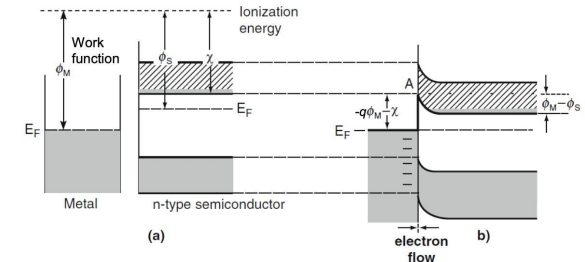 Ionization
energy
Work
function
ϕM
ϕS
χ
EF
EF
Metal
n-type semiconductor
(a)
A
-qϕM–χ
EF
ϕM–ϕS
electron
flow
b)